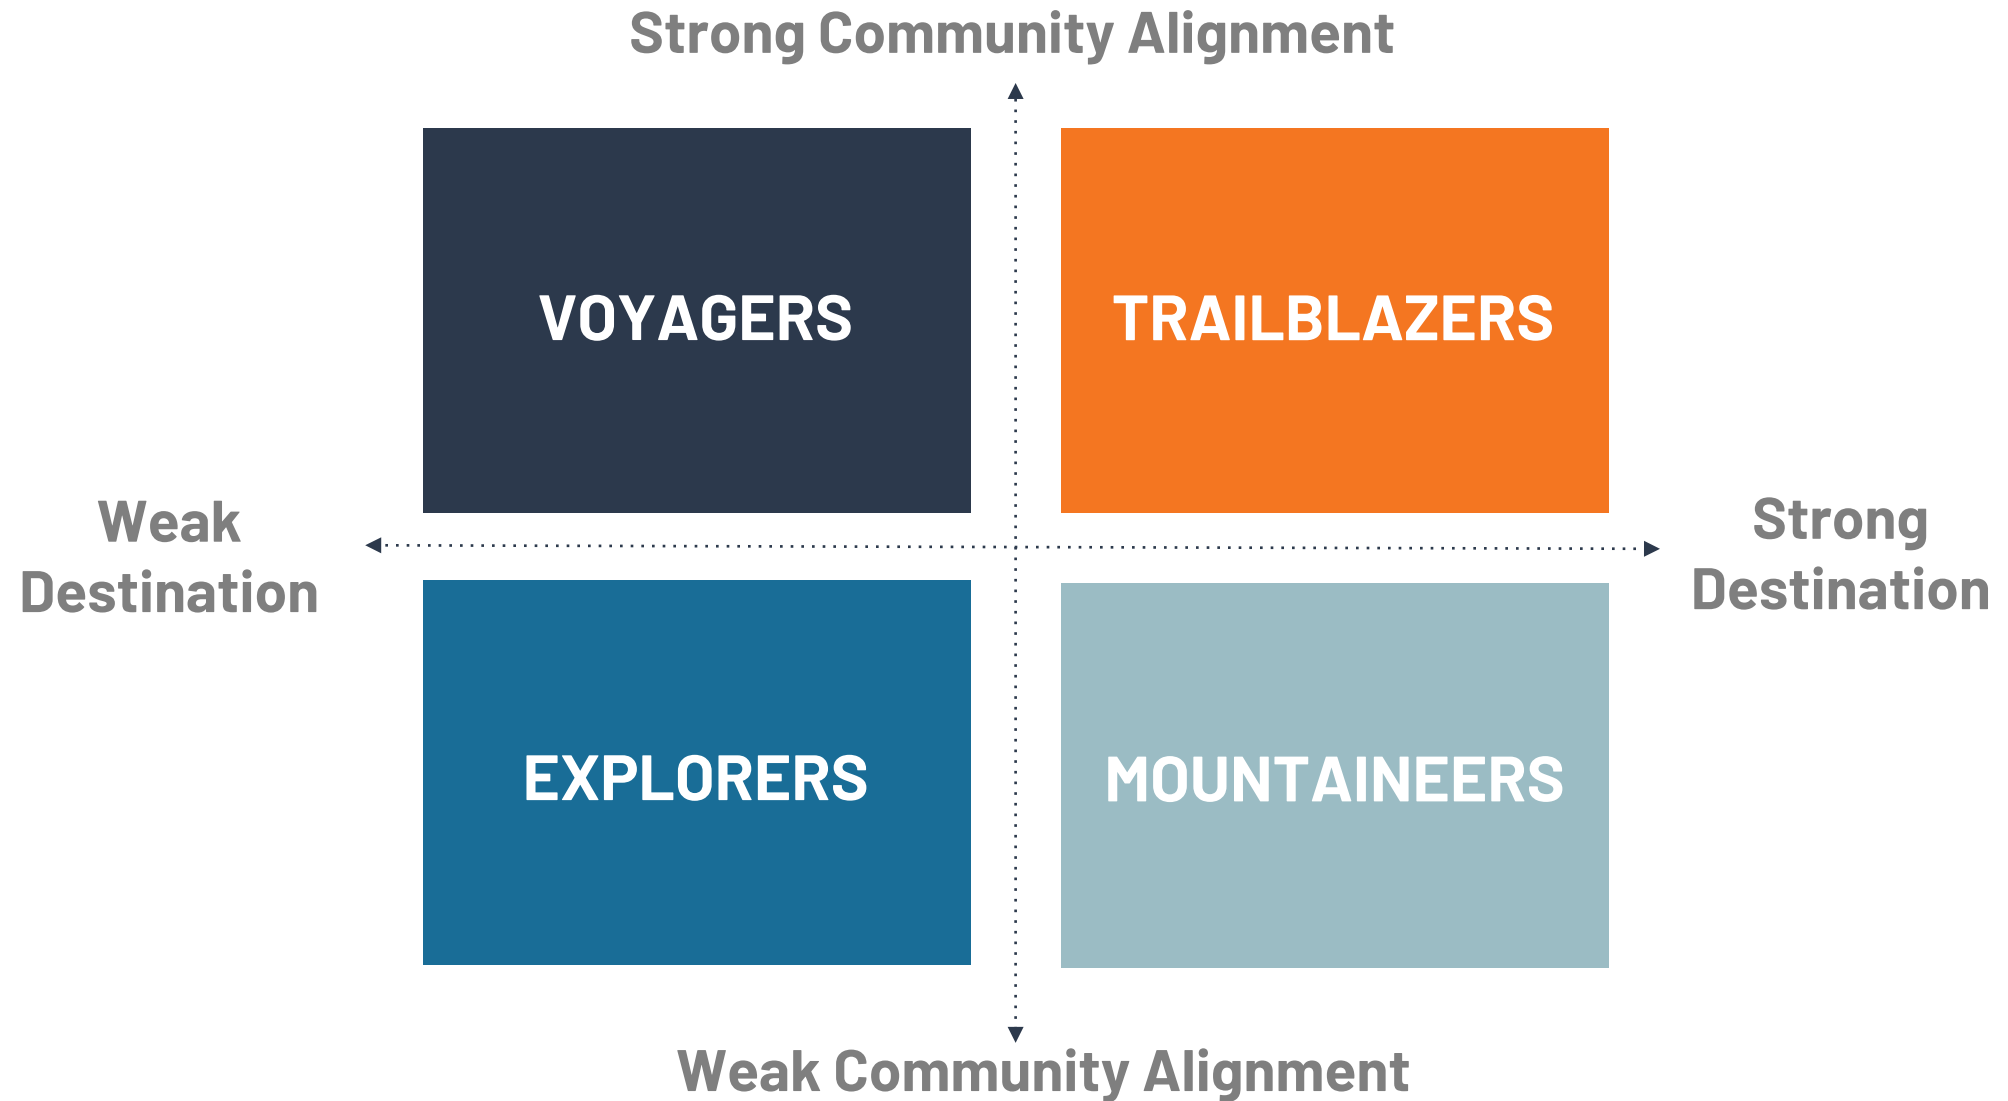 Strong Community Alignment
VOYAGERS
TRAILBLAZERS
Weak
Destination
Strong
Destination
EXPLORERS
MOUNTAINEERS
Weak Community Alignment